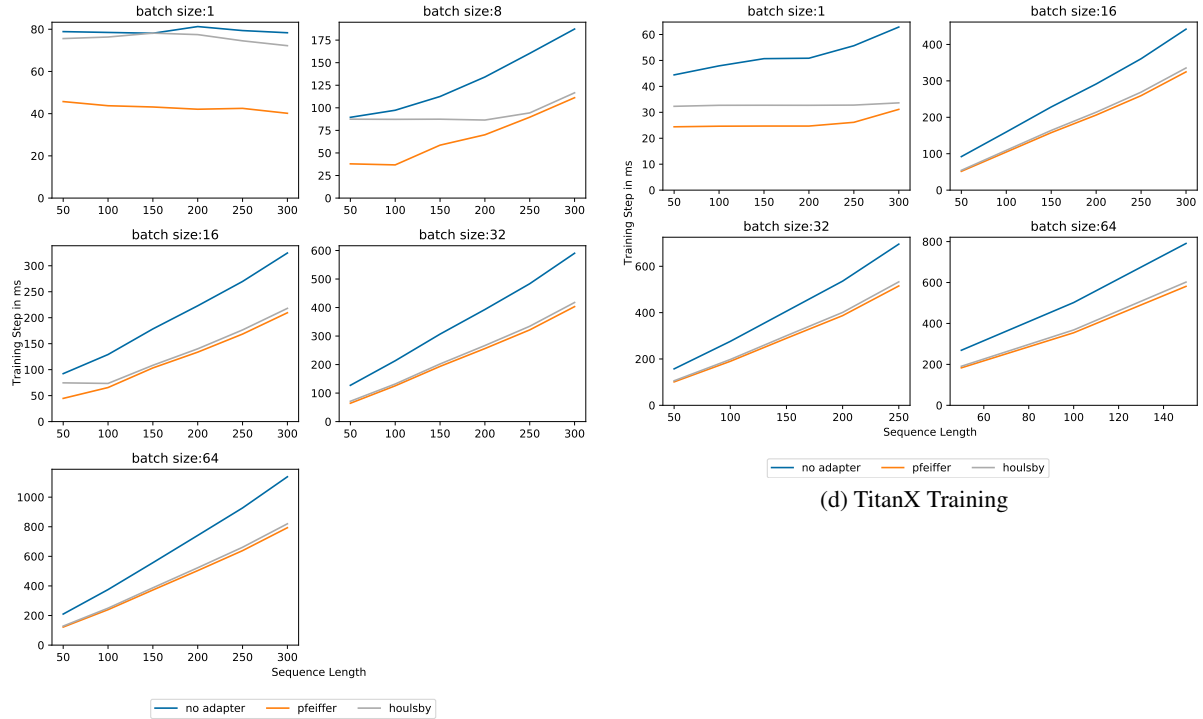 batch size:1
80
60
40
20
0
50 100 150 200 250 300
batch size:8
175
150
125
100
75
50
25
0
50 100 150 200 250 300
batch size:16
300
250
200
150
100
50
0
50 100 150 200 250 300
Training Step in ms
batch size:32
600
500
400
300
200
100
0
50 100 150 200 250 300
batch size:64
1000
800
600
400
200
0
50 100 150 200 250 300
Sequence Length
no adapter pfeiffer houlsby
batch size:1
60
50
40
30
20
10
0
50 100 150 200 250 300
batch size:16
400
300
200
100
0
50 100 150 200 250 300
Training Step in ms
batch size:32
600
400
200
0
50 100 150 200 250
batch size:64
800
600
400
200
0
60 80 100 120 140
Sequence Length
no adapter pfeiffer houlsby
(d) TitanX Training